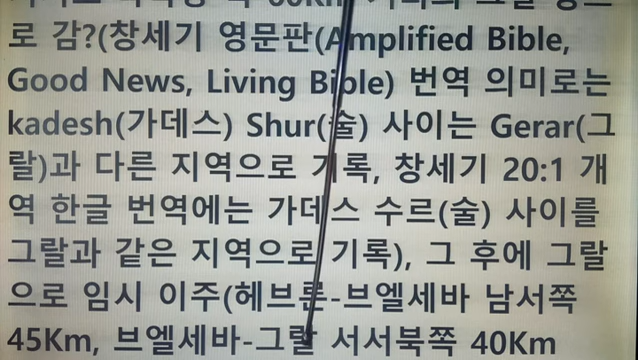 로 감?(창세기 영문판(Amplified Bible,
Good News, Living Bible) 번역 의미로는
kadesh(가데스) Shur(술) 사이는 Gerar(그
랄)과 다른 지역으로 기록, 창세기 20:1 개
역 한글 번역에는 가데스 수르(술) 사이를
그랄과 같은 지역으로 기록), 그 후에 그랄
으로 임시 이주(헤브론-브엘세바 남서쪽
45Km, 브엘세바-그랄 서서북쪽 40Km